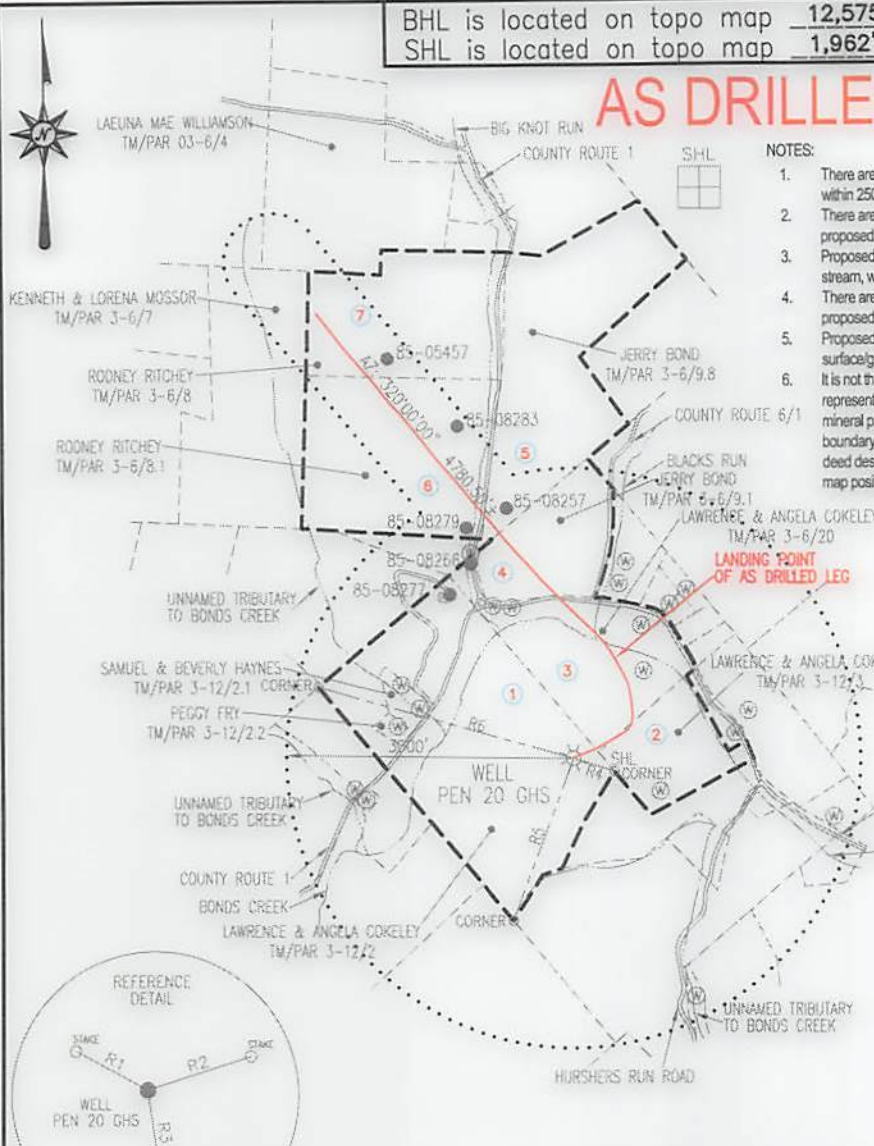 BHL is located on topo map 12,575
SHL is located on topo map 1,962'
AS DRILLE
N
LAEUNA MAE WILLIAMSON
TM/PAR 03-6/4
BIG KNOT RUN
COUNTY ROUTE 1
SHL
NOTES:
1. There are
within 250
2. There are
proposed
3. Proposed
stream, w
4. There are
proposed
5. Proposed
surface/g
6. It is not th
represent
mineral p
boundary
deed des
map posi
KENNETH & LORENA MOSSOR
TM/PAR 3-6/7
7
85-05457
JERRY BOND
TM/PAR 3-6/9.8
RODNEY RITCHEY
TM/PAR 3-6/8
AZ: 320°00'00"
85-08283
COUNTY ROUTE 6/1
RODNEY RITCHEY
TM/PAR 3-6/8.1
5
BLACKS RUN
JERRY BOND
TM/PAR 3-6/9.1
6
85-08257
LAWRENCE & ANGELA COKELEY
TM/PAR 3-6/20
85-08279
85-08266
4
LANDING POINT
OF AS DRILLED LEG
85-08277
UNNAMED TRIBUTARY
TO BONDS CREEK
SAMUEL & BEVERLY HAYNES
TM/PAR 3-12/2.1
CORNER
LAWRENCE & ANGELA COK
TM/PAR 3-12/3
3
1
PEGGY FRY
TM/PAR 3-12/2.2
R6
2
3000'
SHL
CORNER
R4
WELL
PEN 20 GHS
UNNAMED TRIBUTARY
TO BONDS CREEK
R5
COUNTY ROUTE 1
BONDS CREEK
CORNER
LAWRENCE & ANGELA COKELEY
TM/PAR 3-12/2
REFERENCE
DETAIL
UNNAMED TRIBUTARY
TO BONDS CREEK
STAKE
STAKE
R1
R2
HURSHERS RUN ROAD
WELL
PEN 20 GHS
R3